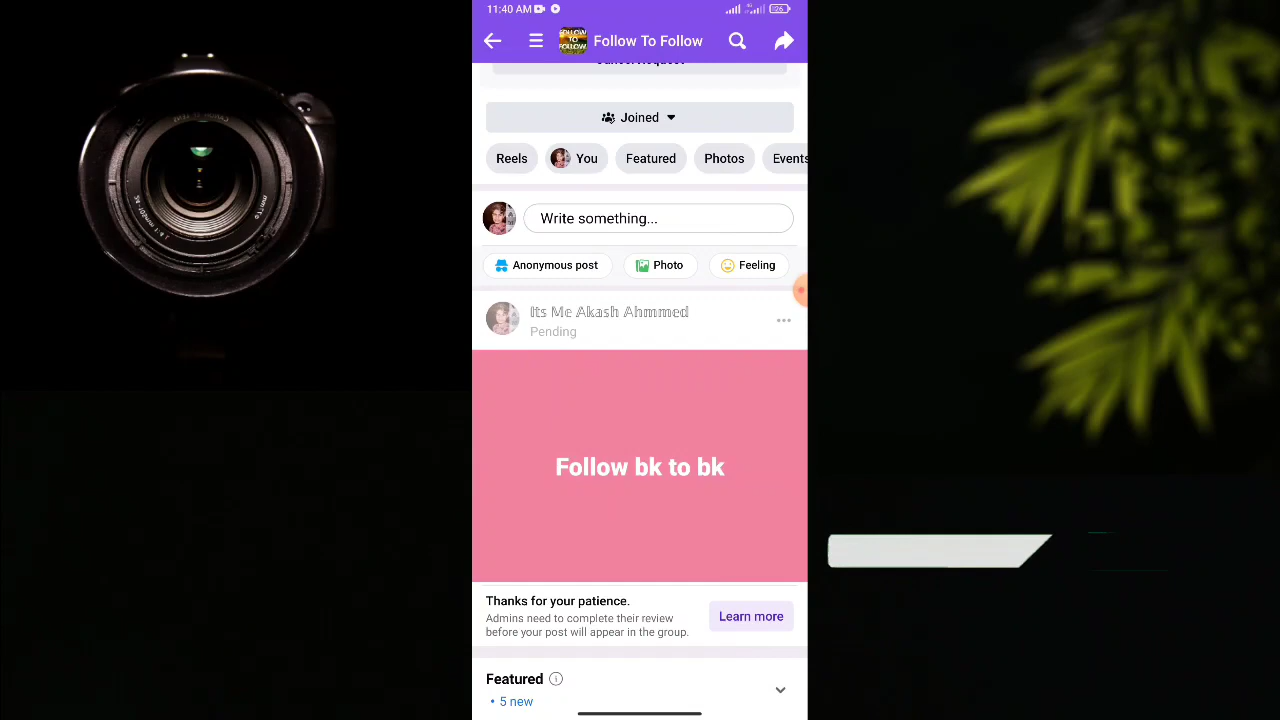 11:40 AM
26
Follow To Follow
Joined
Reels
You
Featured
Photos
Events
Write something...
Anonymous post
Photo
Feeling
Its Me Akash Ahmmed
Pending
Follow bk to bk
Thanks for your patience.
Admins need to complete their review
before your post will appear in the group.
Learn more
Featured
• 5 new